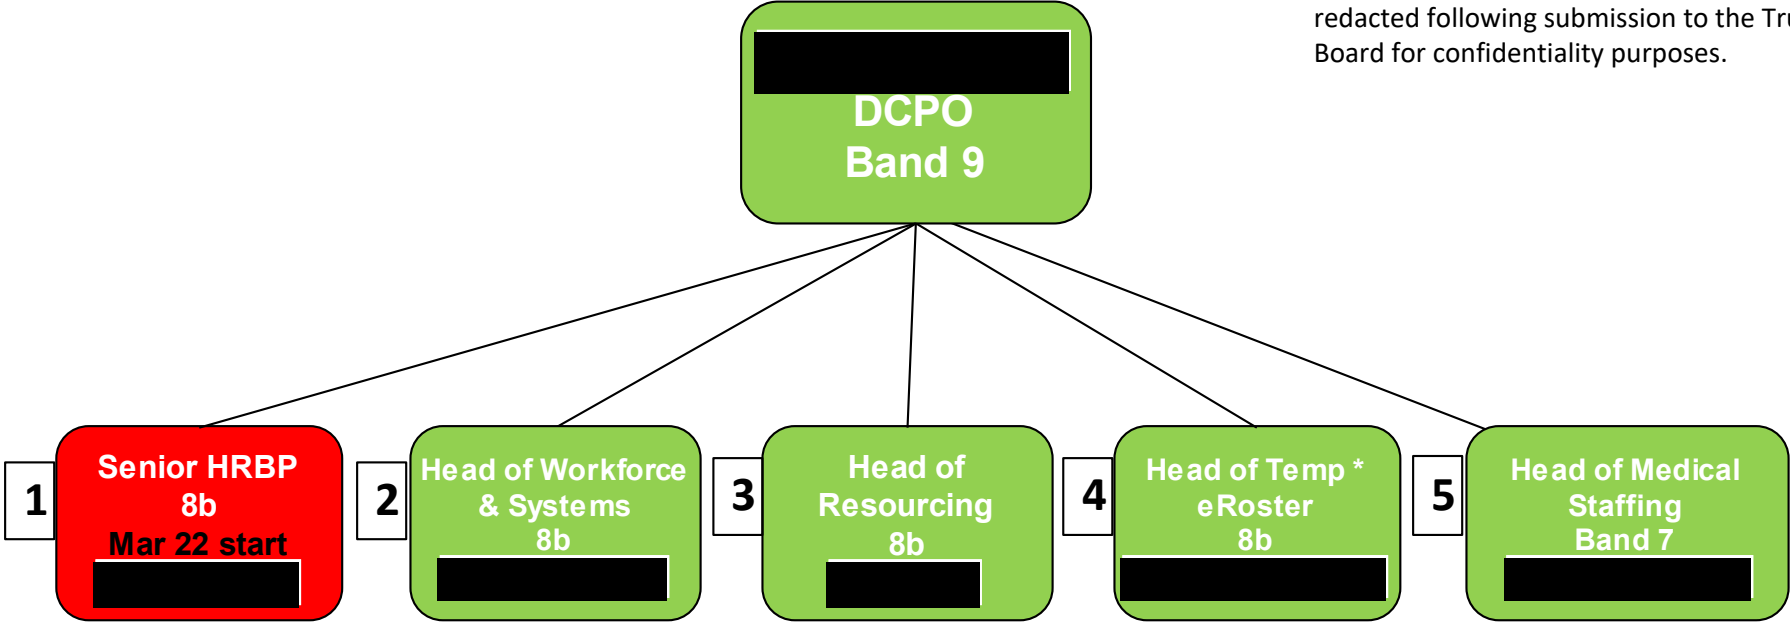 redacted following submission to the Tru
Board for confidentiality purposes.
DCPO
Band 9
1
Senior HRBP
8b
Mar 22 start
2
Head of Workforce
& Systems
8b
3
Head of
Resourcing
8b
4
Head of Temp *
eRoster
8b
5
Head of Medical
Staffing
Band 7